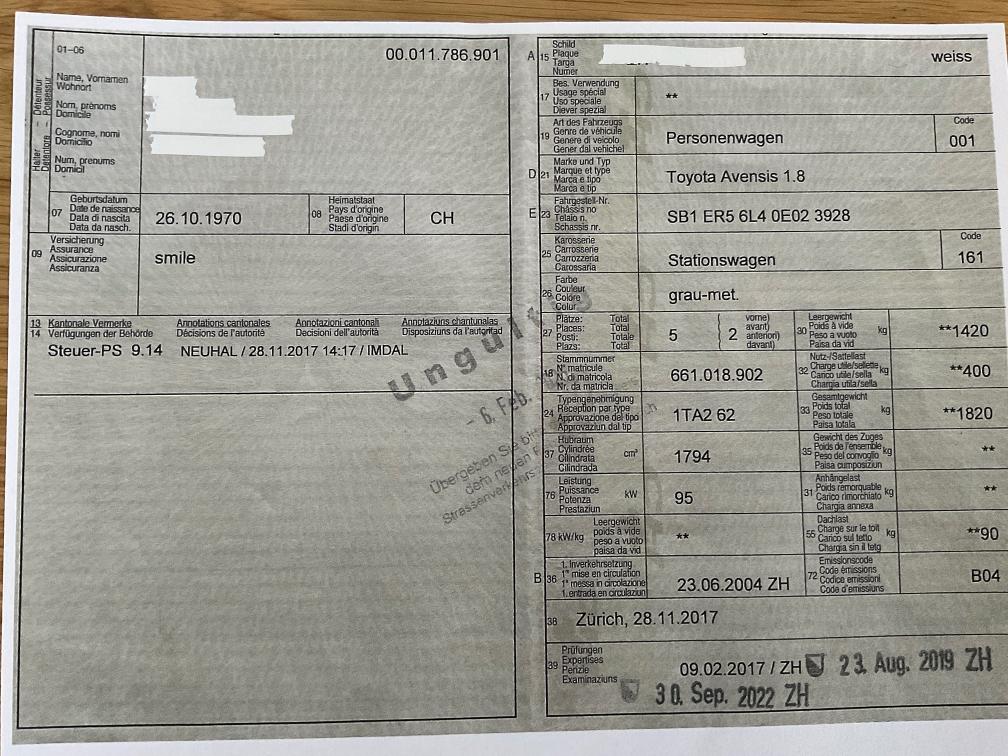 01-06
00.011.786.901
Halter – Détenteur
Detentore – Possessur
Name, Vornamen
Wohnort
Nom, prénoms
Domicile
Cognome, nomi
Domicilio
Num, prenums
Domicil
07
Geburtsdatum
Date de naissance
Data di nascita
Data da nasch.
26.10.1970
08
Heimatstaat
Pays d'origine
Paese d'origine
Stadi d'origin
CH
09
Versicherung
Assurance
Assicurazione
Assicuranza
smile
13 Kantonale Vermerke Annotations cantonales Annotazioni cantonali Annotaziuns chantunalas
14 Verfügungen der Behörde Décisions de l'autorité Decisioni dell'autorità Disposiziuns da l'autoritad
Steuer-PS 9.14 NEUHAL / 28.11.2017 14:17 / IMDAL
Ungültig
- 6. Feb.
Übergeben Sie bitte
dem neuen
Strassenverkehrs
A 15
Schild
Plaque
Targa
Numer
weiss
17
Bes. Verwendung
Usage spécial
Uso speciale
Diever spezial
**
19
Art des Fahrzeugs
Genre de véhicule
Genere di veicolo
Gener dal vehichel
Personenwagen
Code
001
D 21
Marke und Typ
Marque et type
Marca e tipo
Marca e tip
Toyota Avensis 1.8
E 23
Fahrgestell-Nr.
Châssis no
Telaio n.
Schassis nr.
SB1 ER5 6L4 0E02 3928
25
Karosserie
Carrosserie
Carrozzeria
Carossaria
Stationswagen
Code
161
26
Farbe
Couleur
Colore
Colur
grau-met.
27
Plätze: Total
Places: Total
Posti: Totale
Plazs: Total
5
2
vorne)
avant)
anteriori)
davant)
30
Leergewicht
Poids à vide
Peso a vuoto
Paisa da vid
kg
**1420
18
Stammnummer
N° matricule
N. di matricola
Nr. da matricla
661.018.902
32
Nutz-/Sattellast
Charge utile/sellette
Carico utile/sella
Chargia utila/sella
kg
**400
24
Typengenehmigung
Réception par type
Approvazione del tipo
Approvaziun dal tip
1TA2 62
33
Gesamtgewicht
Poids total
Peso totale
Paisa totala
kg
**1820
37
Hubraum
Cylindrée
Cilindrata
Cilindrada
cm³
1794
35
Gewicht des Zuges
Poids de l'ensemble
Peso del convoglio
Paisa cumposiziun
kg
**
76
Leistung
Puissance
Potenza
Prestaziun
kW
95
31
Anhängelast
Poids remorquable
Carico rimorchiato
Chargia annexa
kg
**
78 kW/kg
Leergewicht
poids à vide
peso a vuoto
paisa da vid
**
55
Dachlast
Charge sur le toit
Carico sul tetto
Chargia sin il tetg
kg
**90
B 36
1. Inverkehrsetzung
1re mise en circulation
1a messa in circolazione
1. entrada en circulaziun
23.06.2004 ZH
72
Emissionscode
Code émissions
Codice emissioni
Code d'emissiuns
B04
38
Zürich, 28.11.2017
39
Prüfungen
Expertises
Perizie
Examinaziuns
09.02.2017 / ZH 23. Aug. 2019 ZH
30. Sep. 2022 ZH